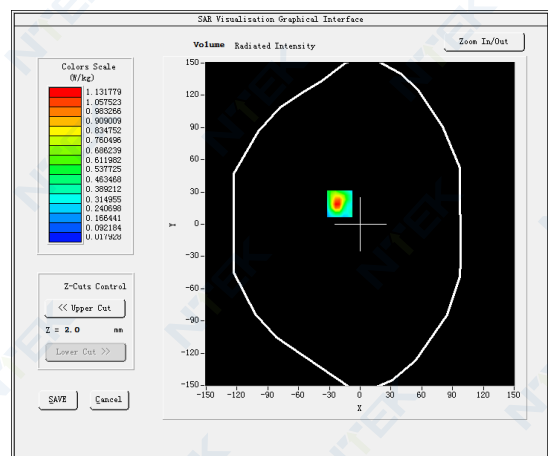 SAR Visualisation Graphical Interface
Volume Radiated Intensity
Zoom In/Out
Colors Scale
(W/kg)
1.131779
1.057523
0.983266
0.909009
0.834752
0.760496
0.686239
0.611982
0.537725
0.463468
0.389212
0.314955
0.240698
0.166441
0.092184
0.017928
Z-Cuts Control
<< Upper Cut
Z = 2.0 mm
Lower Cut >>
SAVE
Cancel
150
120
90
60
30
0
-30
-60
-90
-120
-150
Y
-150 -120 -90 -60 -30 0 30 60 90 120 150
X
NTEK